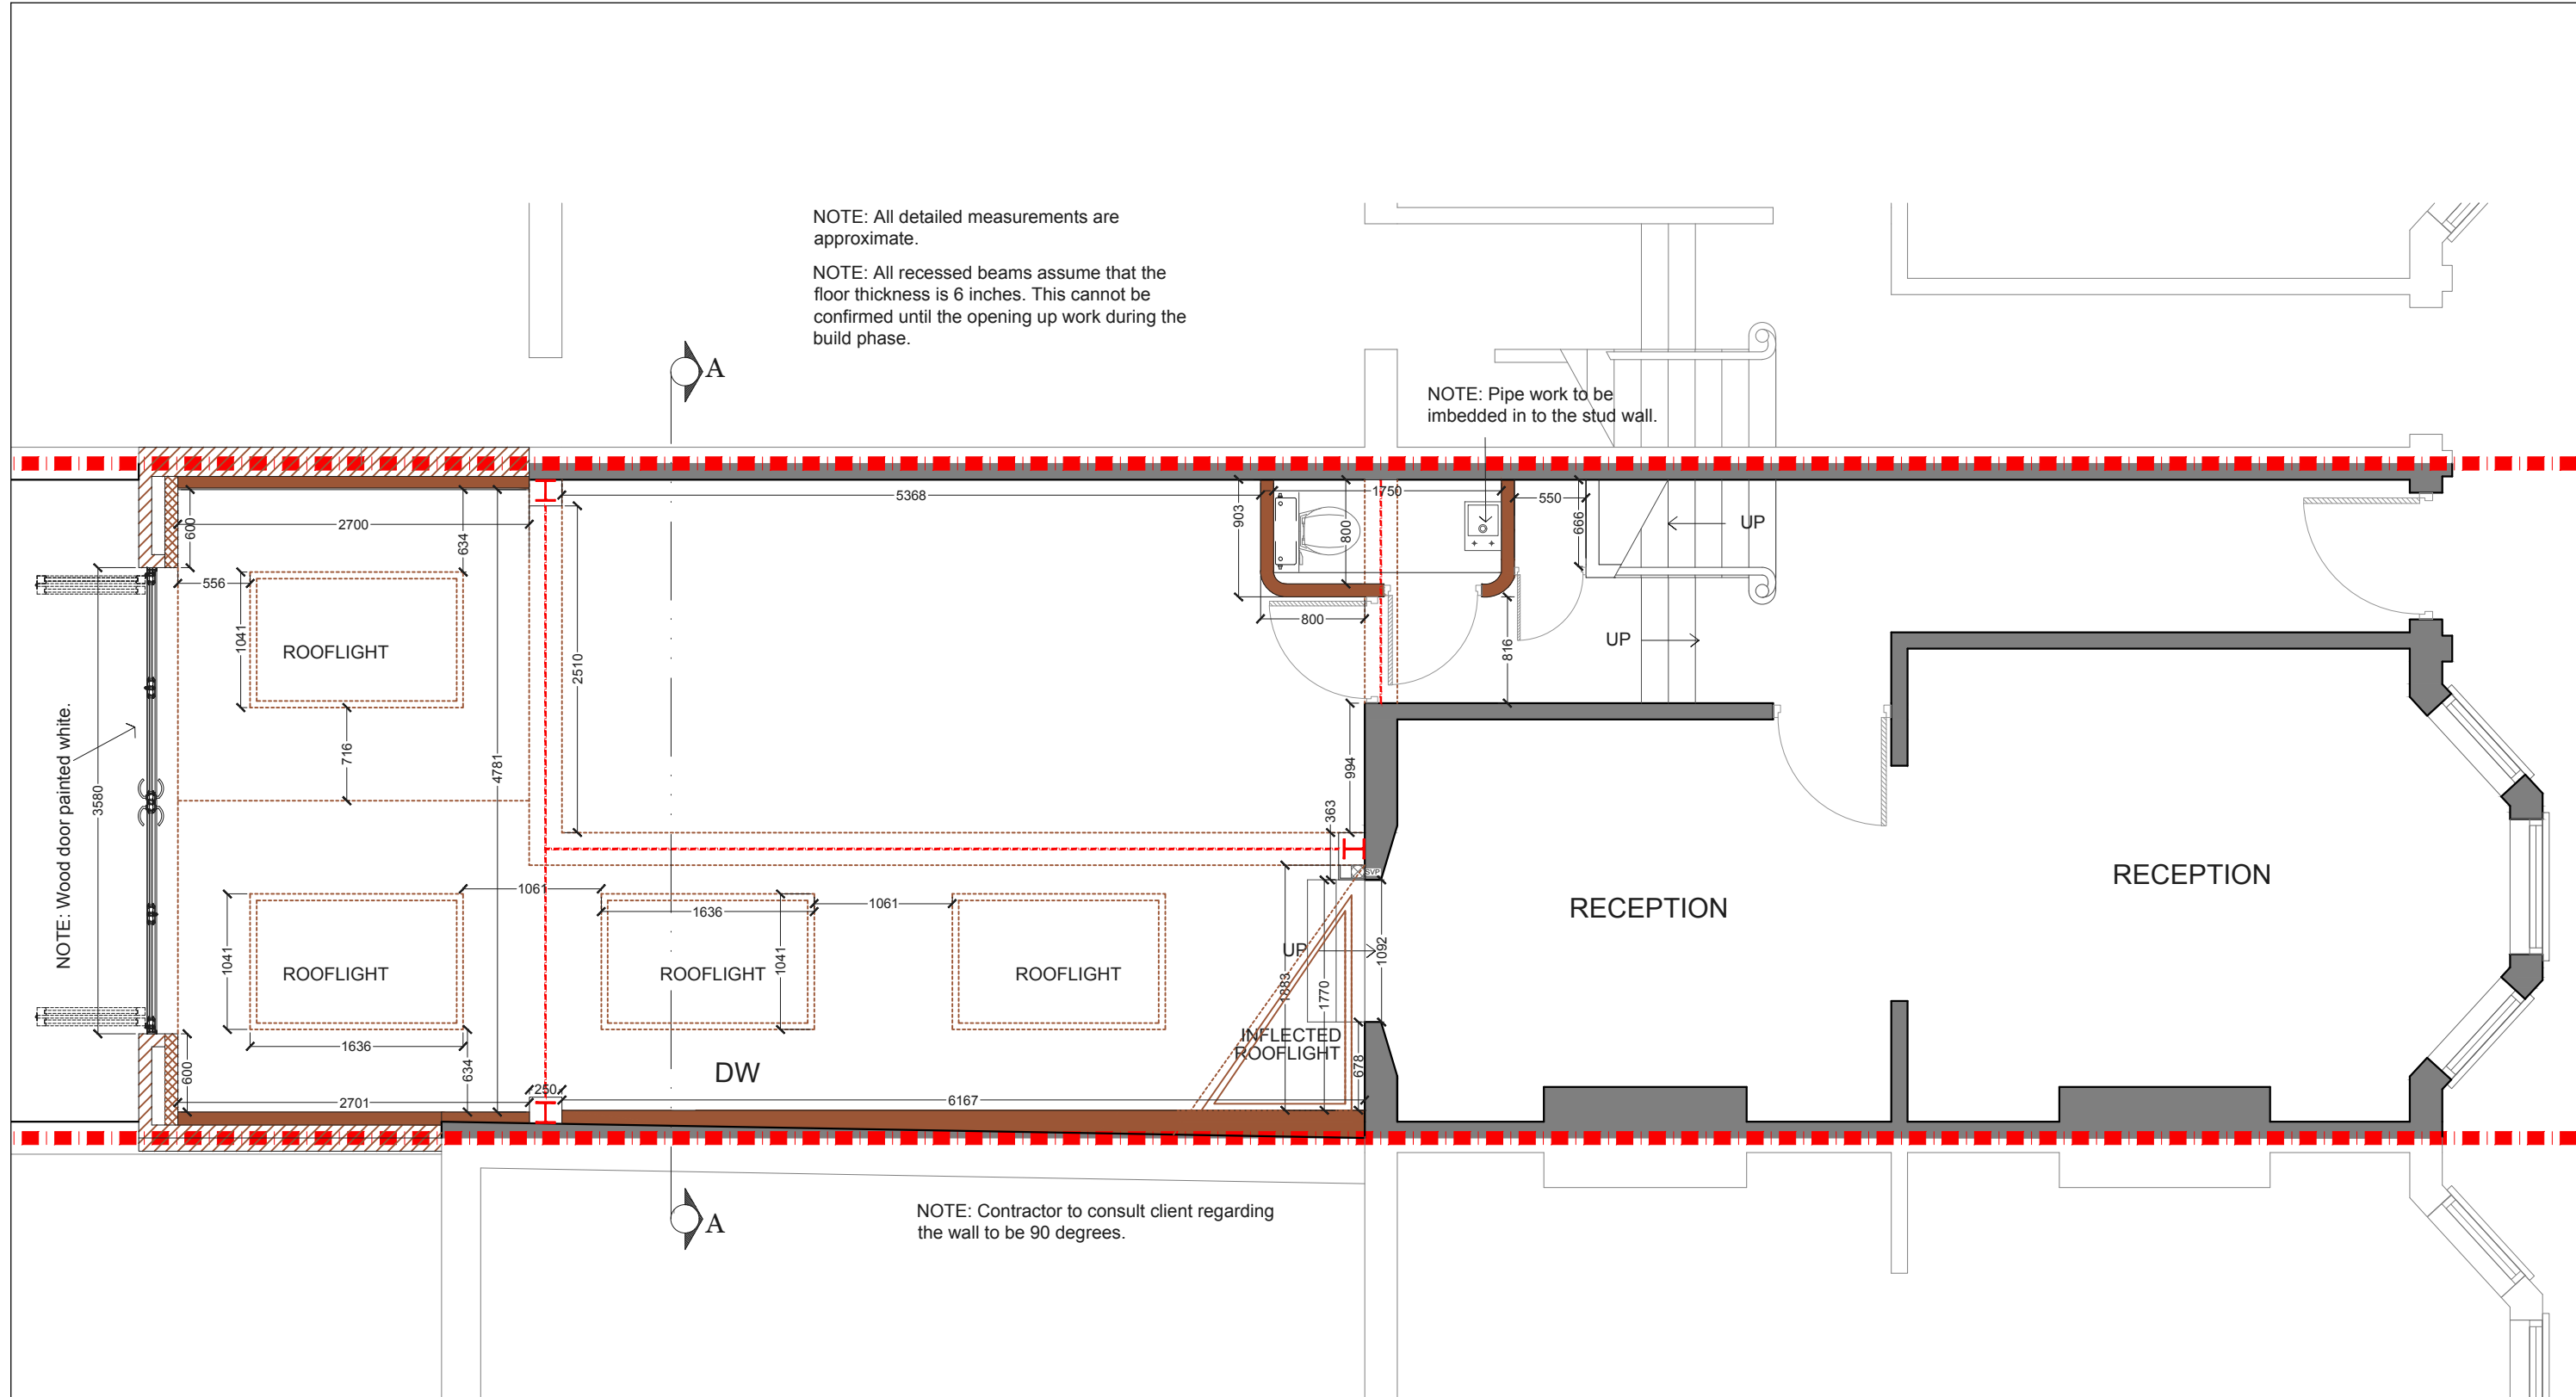 NOTE: All detailed measurements are
approximate.
NOTE: All recessed beams assume that the
floor thickness is 6 inches. This cannot be
confirmed until the opening up work during the
build phase.
A
NOTE: Pipe work to be
imbedded in to the stud wall.
5368
1750
550
2700
600
634
903
800
666
UP
556
800
UP
1041
ROOFLIGHT
2510
816
NOTE: Wood door painted white.
3580
716
4781
994
363
SVP
RECEPTION
RECEPTION
1061
1636
1061
1041
ROOFLIGHT
ROOFLIGHT
1041
ROOFLIGHT
UP
1883
1770
1092
INFLECTED
ROOFLIGHT
1636
634
600
DW
678
2701
250
6167
A
NOTE: Contractor to consult client regarding
the wall to be 90 degrees.